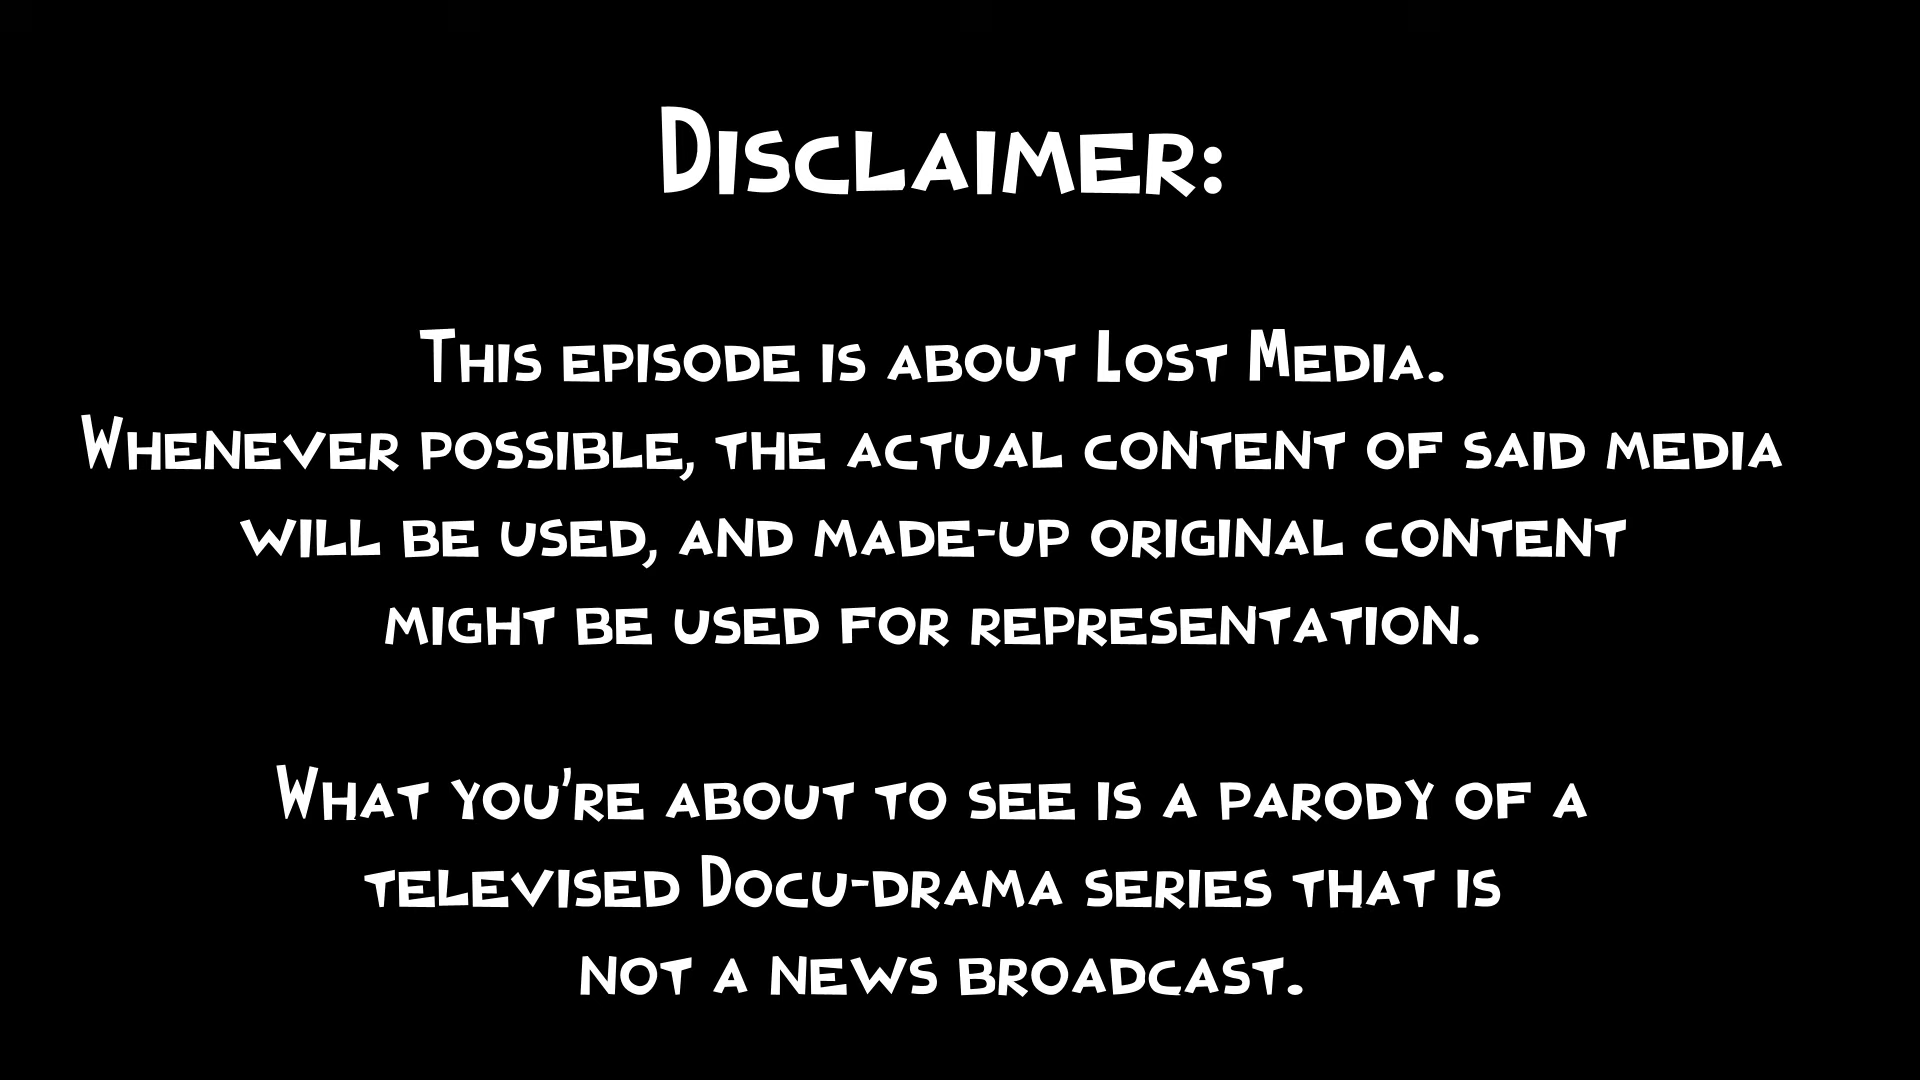 Disclaimer:
This episode is about Lost Media.
Whenever possible, the actual content of said media
will be used, and made-up original content
might be used for representation.
What you're about to see is a parody of a
televised Docu-drama series that is
not a news broadcast.